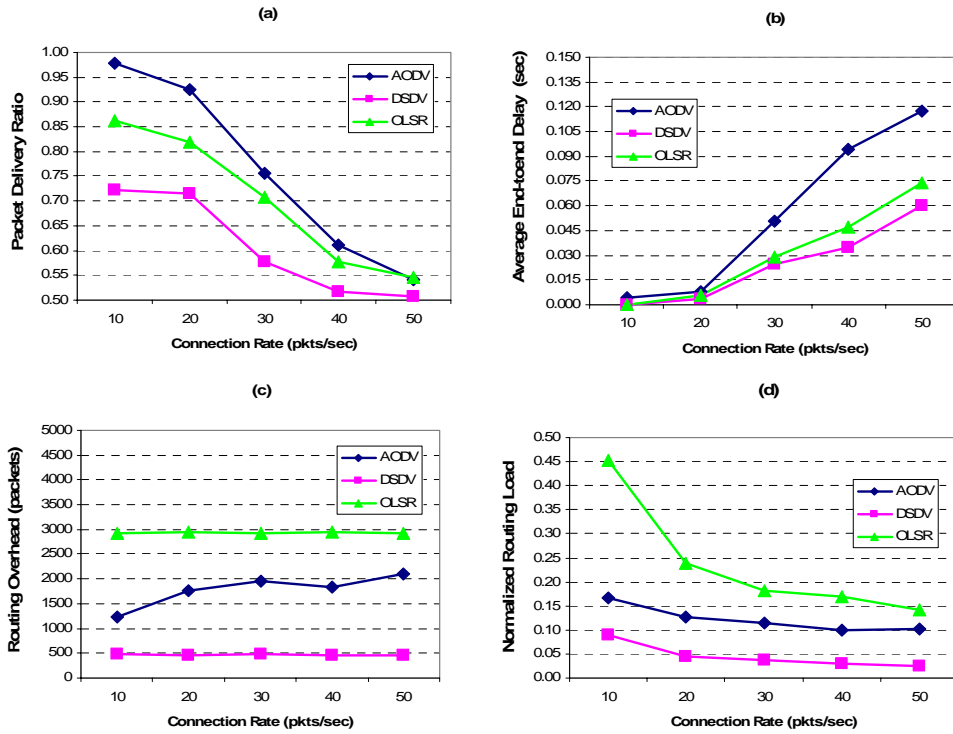 (a)
1.00
0.95
0.90
0.85
0.80
0.75
0.70
0.65
0.60
0.55
0.50
Packet Delivery Ratio
AODV
DSDV
OLSR
10 20 30 40 50
Connection Rate (pkts/sec)
(b)
0.150
0.135
0.120
0.105
0.090
0.075
0.060
0.045
0.030
0.015
0.000
Average End-toend Delay (sec)
AODV
DSDV
OLSR
10 20 30 40 50
Connection Rate (pkts/sec)
(c)
5000
4500
4000
3500
3000
2500
2000
1500
1000
500
0
Routing Overhead (packets)
AODV
DSDV
OLSR
10 20 30 40 50
Connection Rate (pkts/sec)
(d)
0.50
0.45
0.40
0.35
0.30
0.25
0.20
0.15
0.10
0.05
0.00
Normalized Routing Load
AODV
DSDV
OLSR
10 20 30 40 50
Connection Rate (pkts/sec)